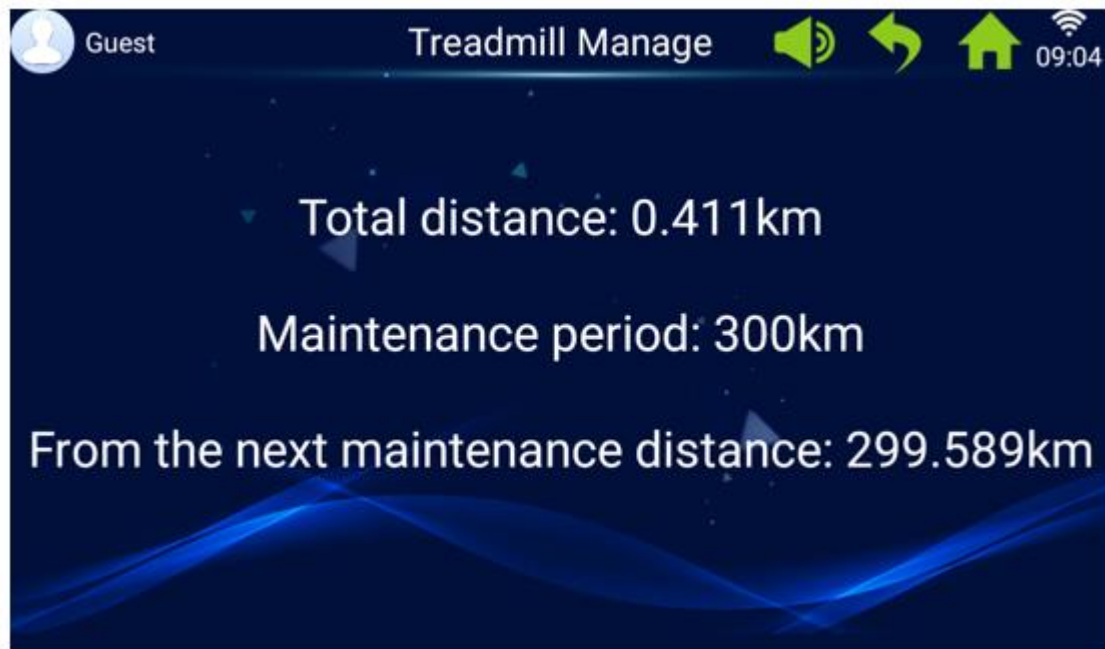 Guest Treadmill Manage 09:04
Total distance: 0.411km
Maintenance period: 300km
From the next maintenance distance: 299.589km